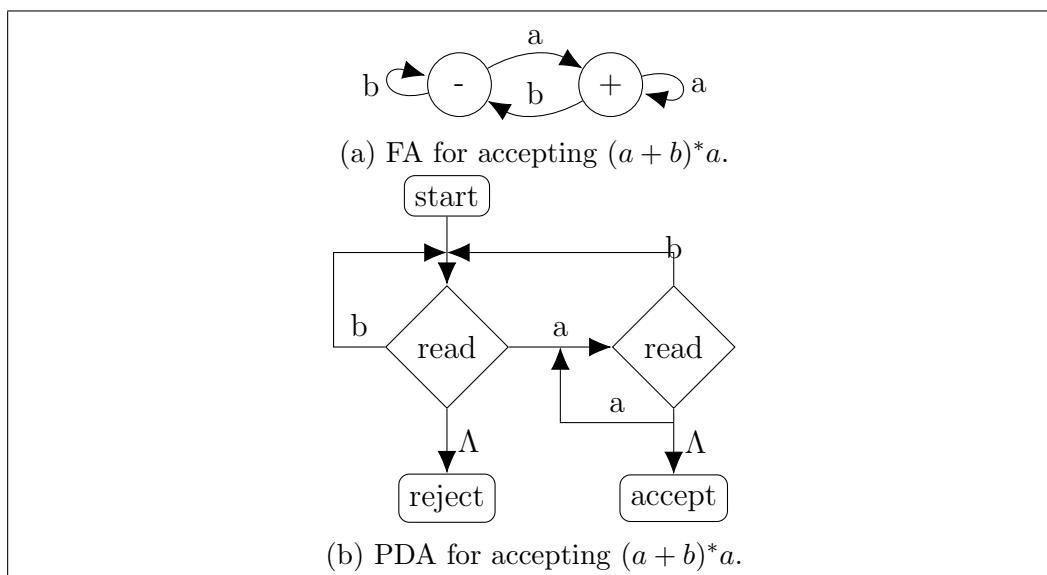 a
b - + a
b
(a) FA for accepting (a + b)*a.
start
b
b read a read
a
Λ Λ
reject accept
(b) PDA for accepting (a + b)*a.